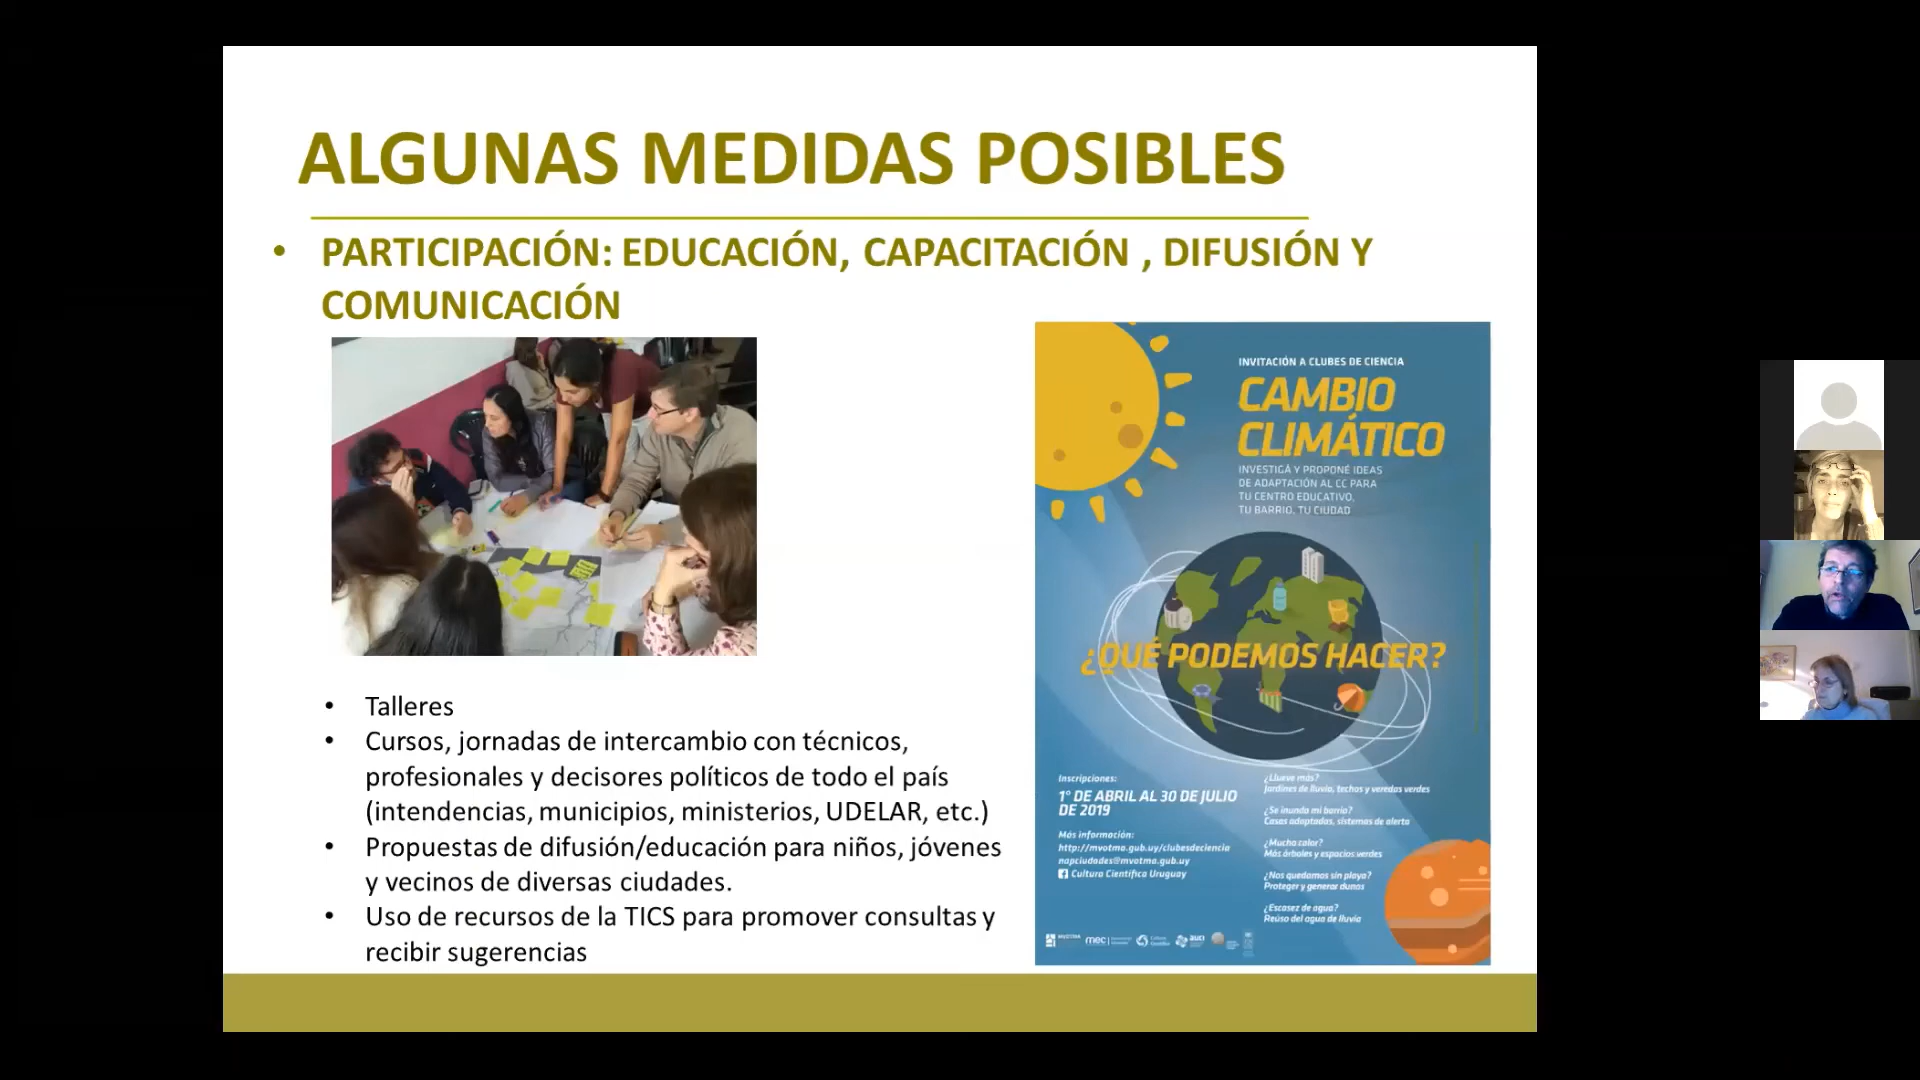 ALGUNAS MEDIDAS POSIBLES
• PARTICIPACIÓN: EDUCACIÓN, CAPACITACIÓN , DIFUSIÓN Y
COMUNICACIÓN
• Talleres
• Cursos, jornadas de intercambio con técnicos,
profesionales y decisores políticos de todo el país
(intendencias, municipios, ministerios, UDELAR, etc.)
• Propuestas de difusión/educación para niños, jóvenes
y vecinos de diversas ciudades.
• Uso de recursos de la TICS para promover consultas y
recibir sugerencias
INVITACIÓN A CLUBES DE CIENCIA
CAMBIO
CLIMÁTICO
INVESTIGÁ Y PROPONÉ IDEAS
DE ADAPTACIÓN AL CC PARA
TU CENTRO EDUCATIVO,
TU BARRIO, TU CIUDAD
¿QUÉ PODEMOS HACER?
Inscripciones:
1° DE ABRIL AL 30 DE JULIO
DE 2019
Más información:
http://mvotma.gub.uy/clubesdeciencia
napciudades@mvotma.gub.uy
Cultura Científica Uruguay
¿Llueve más?
Jardines de lluvia, techos y veredas verdes
¿Se inunda mi barrio?
Casas adaptadas, sistemas de alerta
¿Mucho calor?
Más árboles y espacios verdes
¿Nos quedamos sin playa?
Proteger y generar dunas
¿Escasez de agua?
Reúso del agua de lluvia
MVOTMA
mec
auci